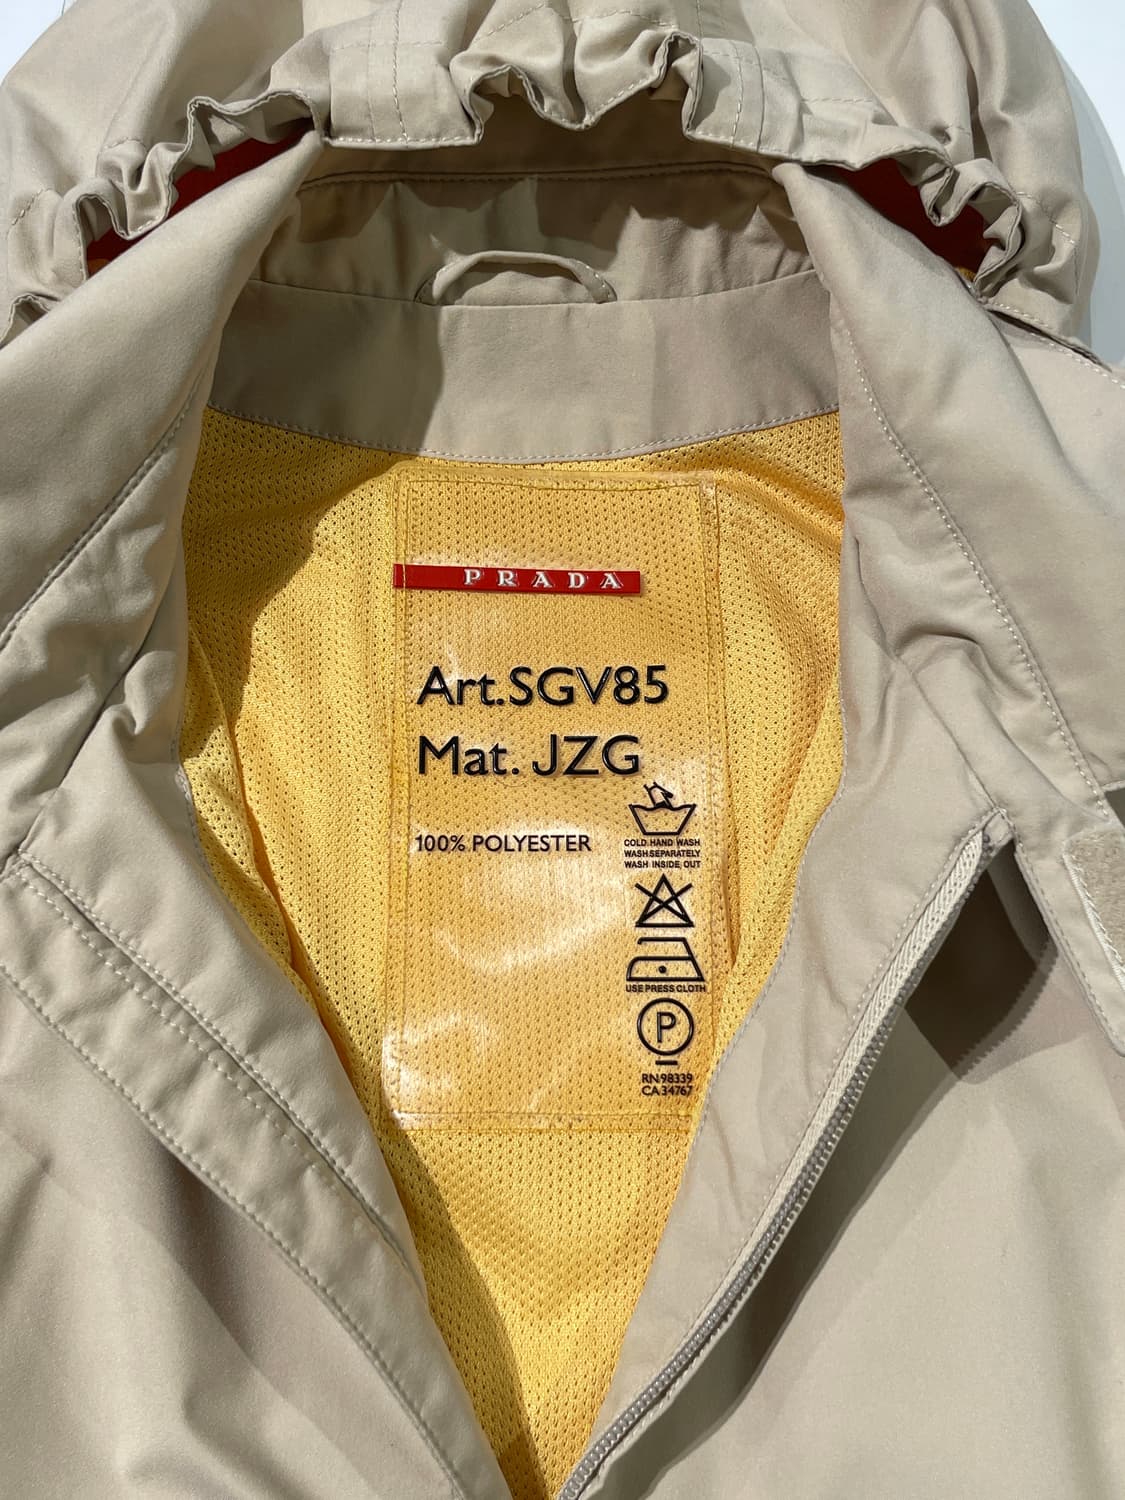 PRADA
Art.SGV85
Mat. JZG
100% POLYESTER
COLD HAND WASH
WASH SEPARATELY
WASH INSIDE OUT
USE PRESS CLOTH
P
RN98339
CA34767